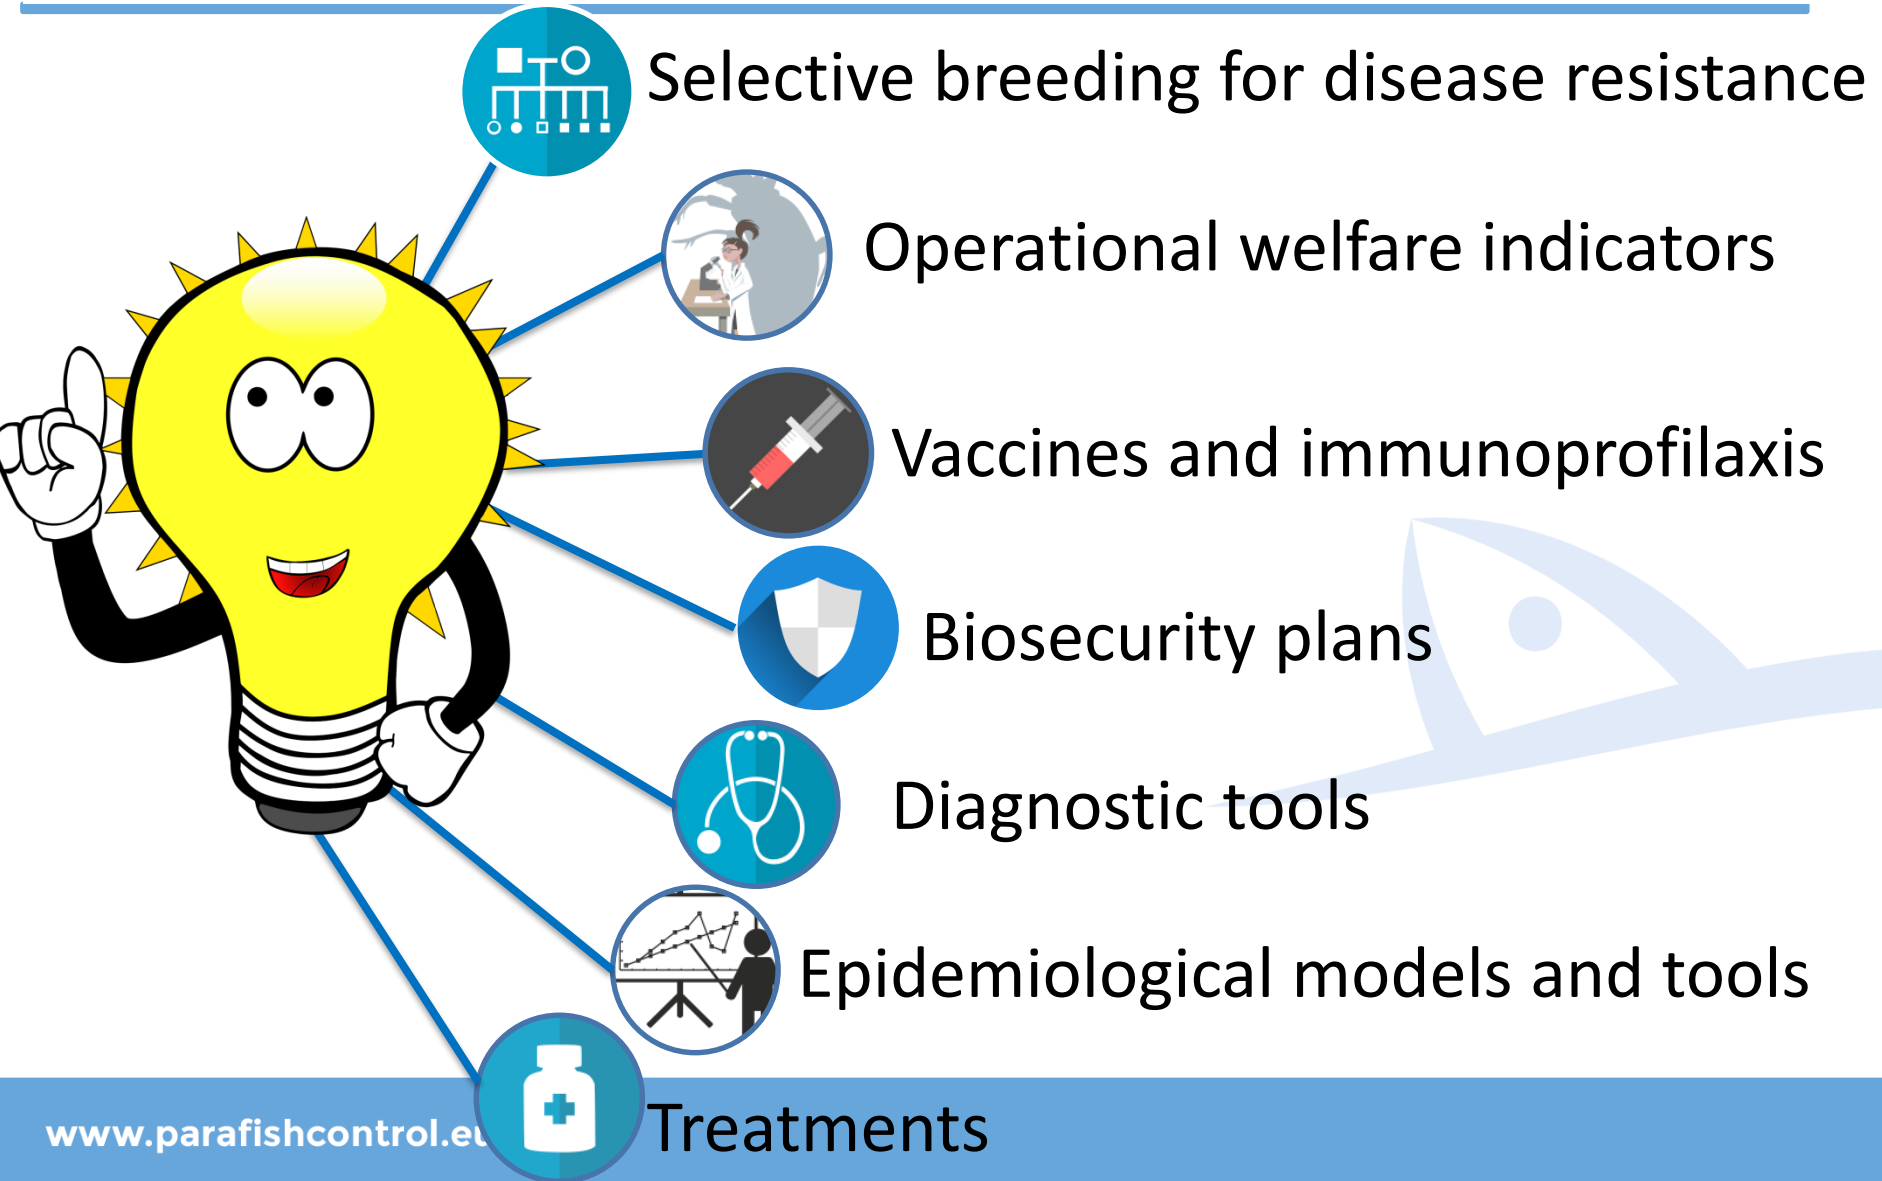 Selective breeding for disease resistance
Operational welfare indicators
Vaccines and immunoprofilaxis
Biosecurity plans
Diagnostic tools
Epidemiological models and tools
www.parafishcontrol.eu
Treatments